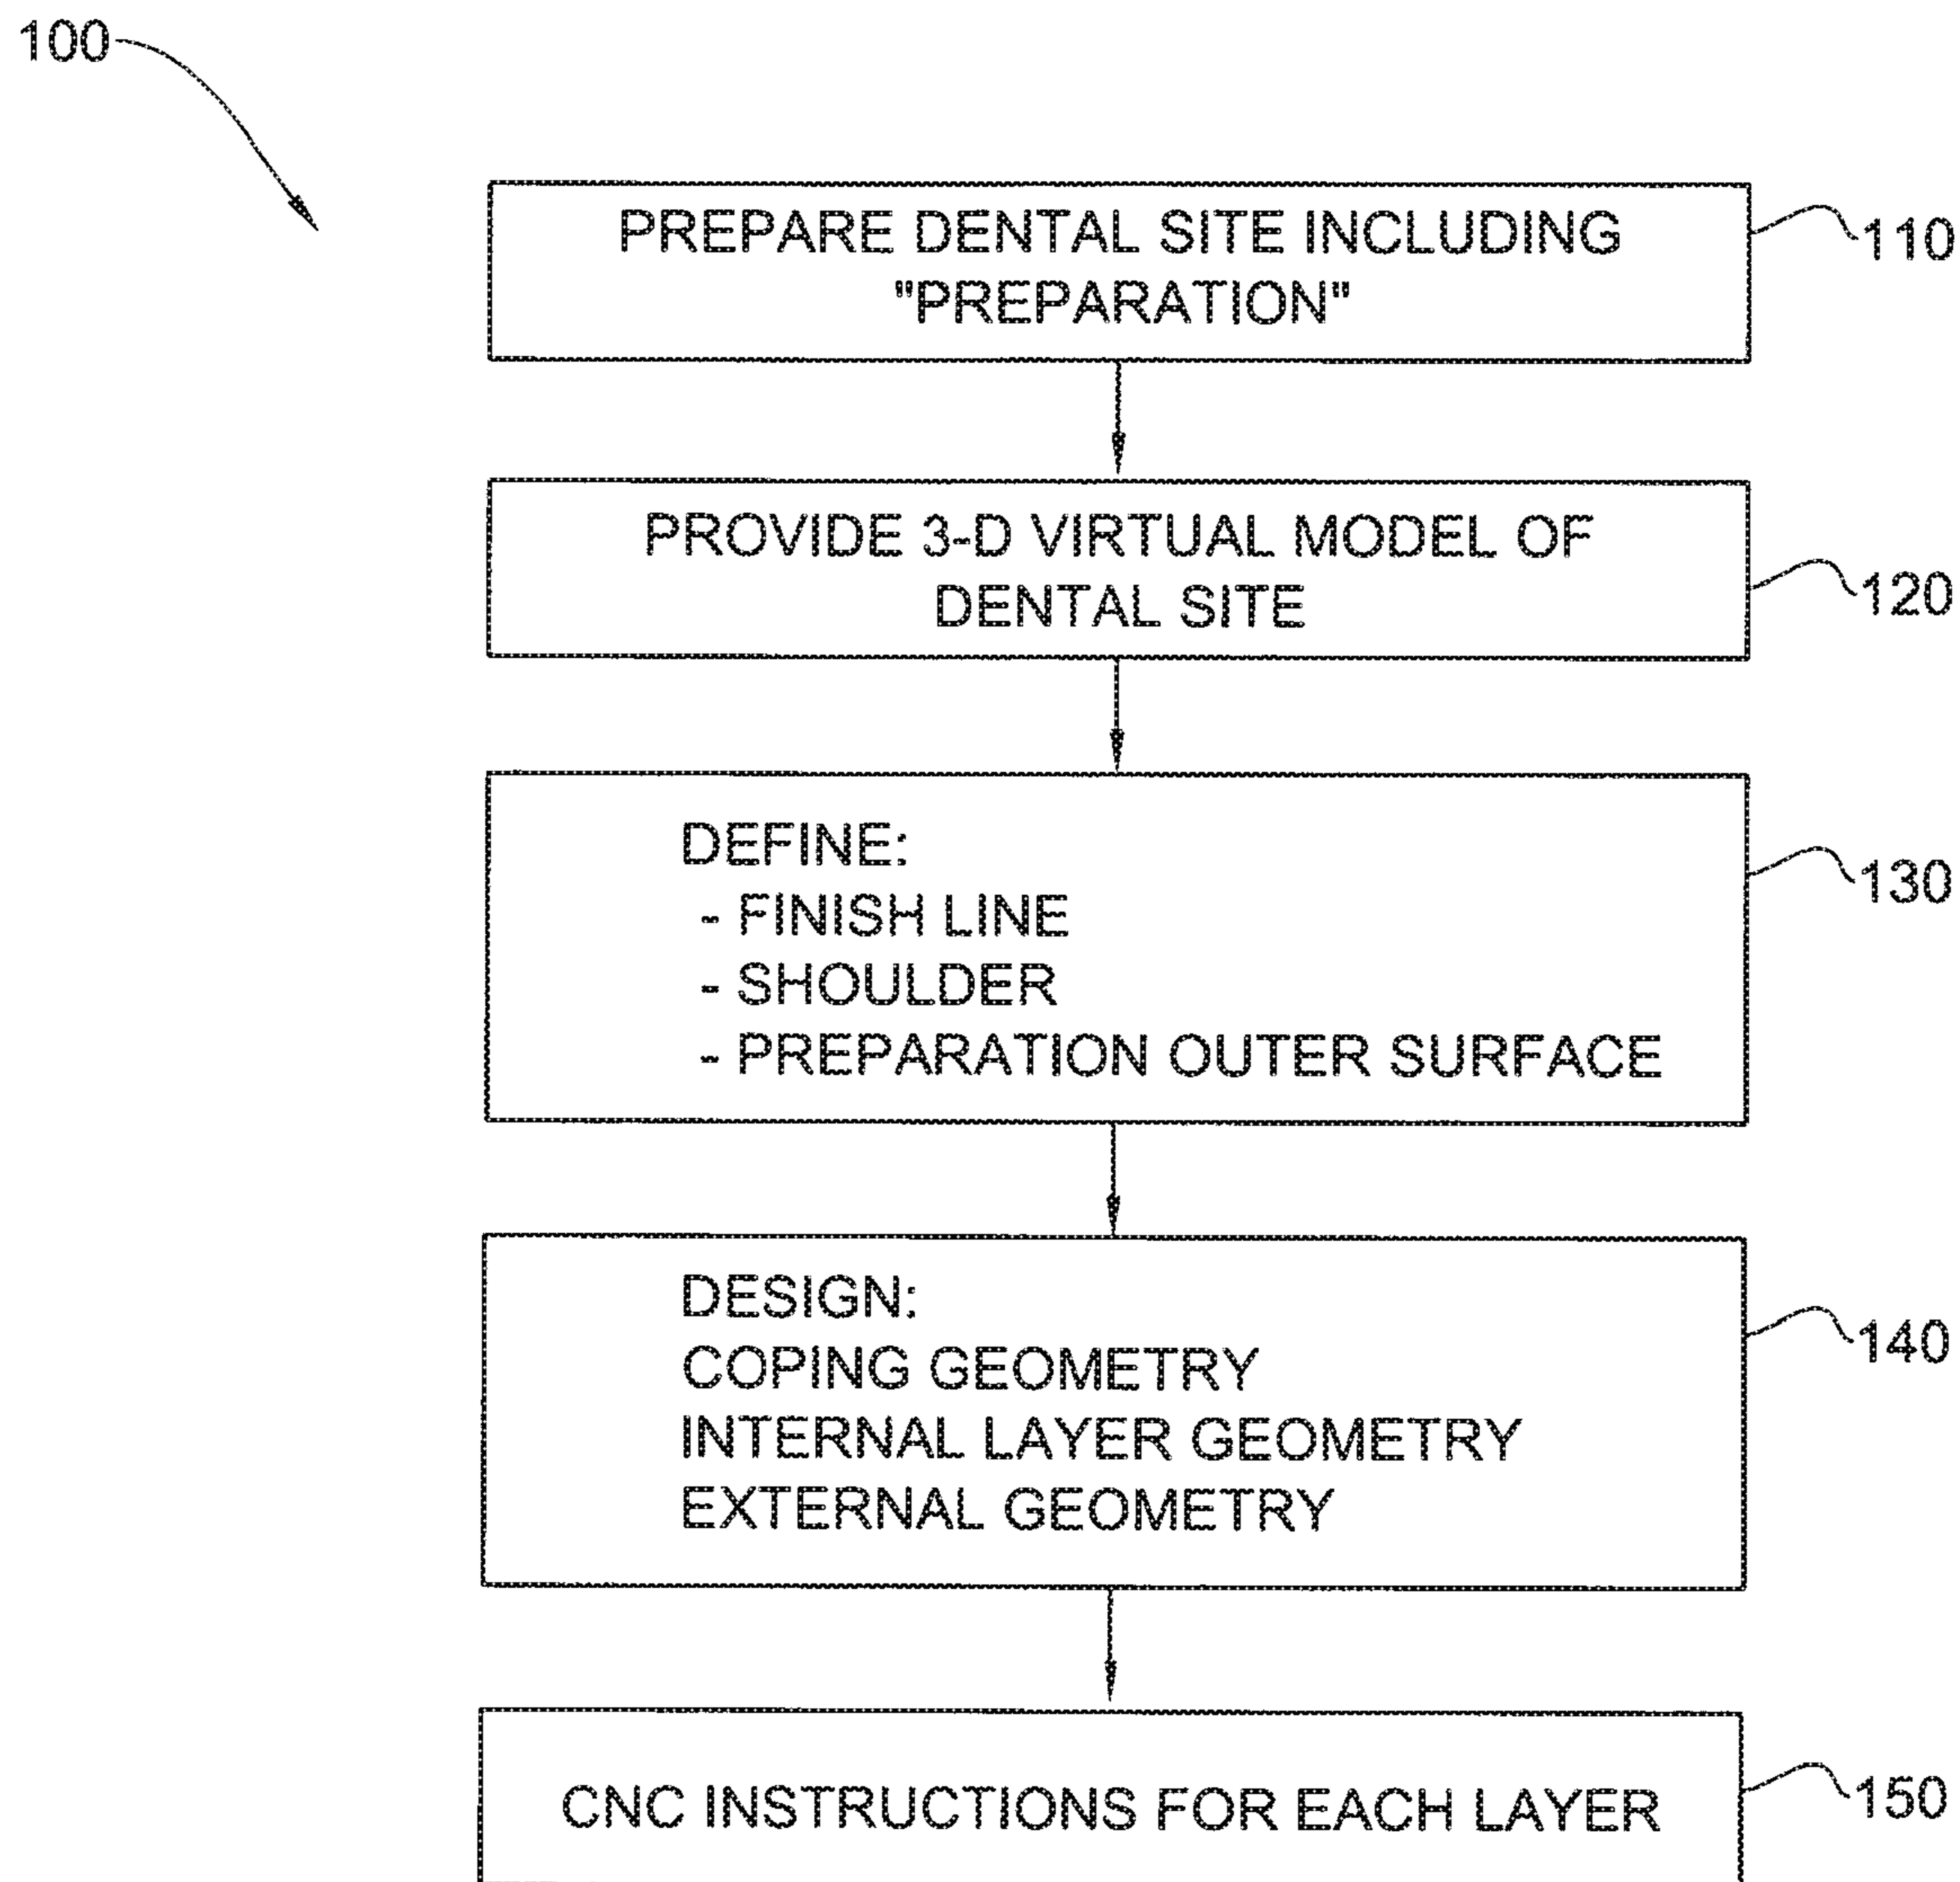 100
PREPARE DENTAL SITE INCLUDING
"PREPARATION"
110
PROVIDE 3-D VIRTUAL MODEL OF
DENTAL SITE
120
DEFINE:
- FINISH LINE
- SHOULDER
- PREPARATION OUTER SURFACE
130
DESIGN:
COPING GEOMETRY
INTERNAL LAYER GEOMETRY
EXTERNAL GEOMETRY
140
CNC INSTRUCTIONS FOR EACH LAYER
150